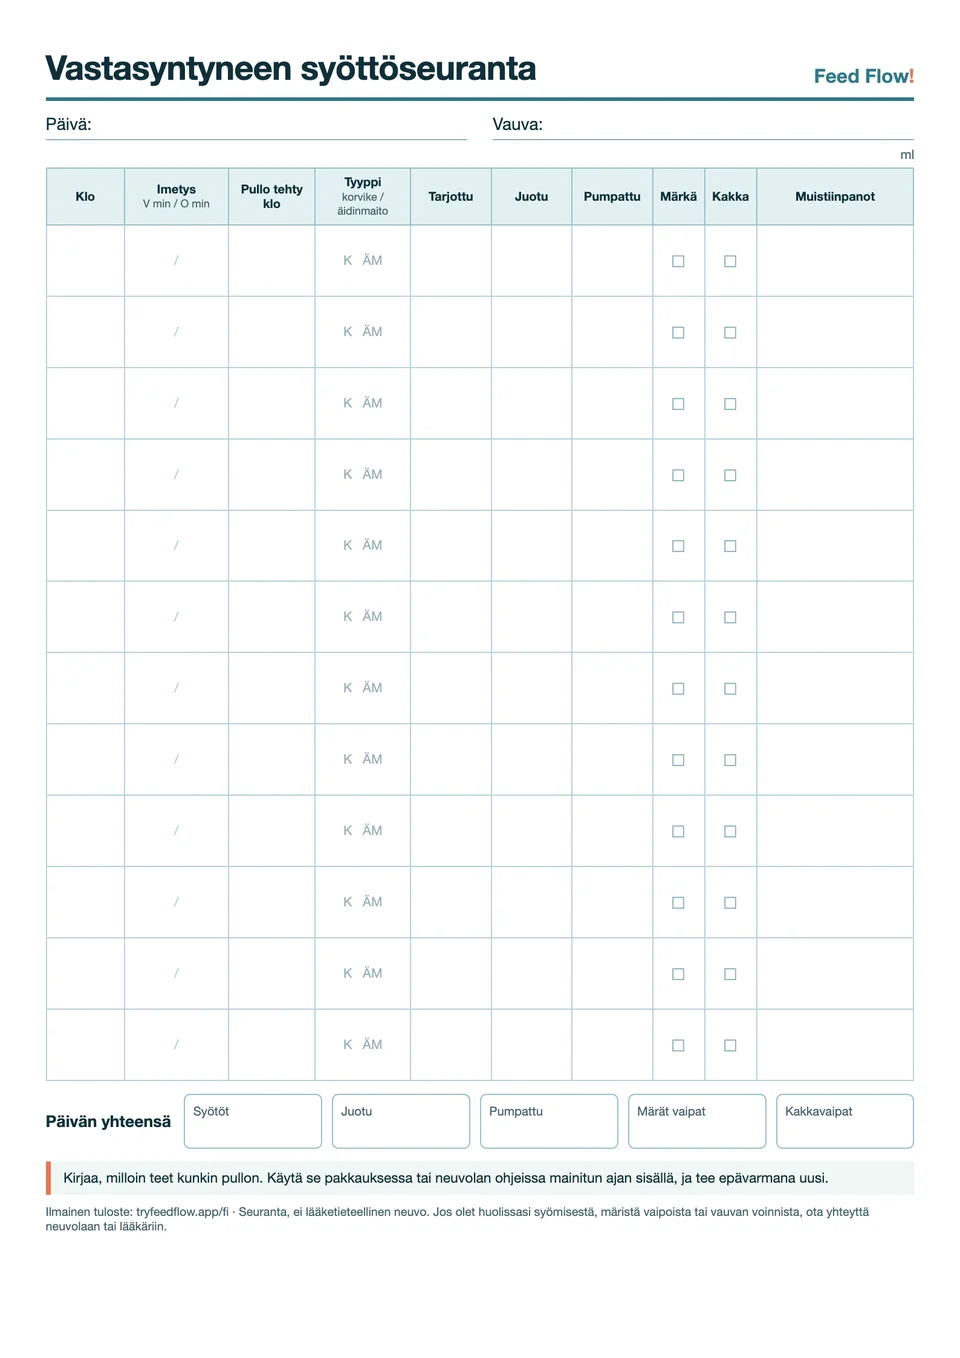 Vastasyntyneen syöttöseuranta
Feed Flow!
Päivä:
Vauva:
ml
Klo
Imetys
V min / O min
Pullo tehty
klo
Tyyppi
korvike /
äidinmaito
Tarjottu
Juotu
Pumpattu
Märkä
Kakka
Muistiinpanot
/ K ÄM
/ K ÄM
/ K ÄM
/ K ÄM
/ K ÄM
/ K ÄM
/ K ÄM
/ K ÄM
/ K ÄM
/ K ÄM
/ K ÄM
/ K ÄM
Päivän yhteensä
Syötöt
Juotu
Pumpattu
Märät vaipat
Kakkavaipat
Kirjaa, milloin teet kunkin pullon. Käytä se pakkauksessa tai neuvolan ohjeissa mainitun ajan sisällä, ja tee epävarmana uusi.
Ilmainen tuloste: tryfeedflow.app/fi · Seuranta, ei lääketieteellinen neuvo. Jos olet huolissasi syömisestä, märistä vaipoista tai vauvan voinnista, ota yhteyttä
neuvolaan tai lääkäriin.